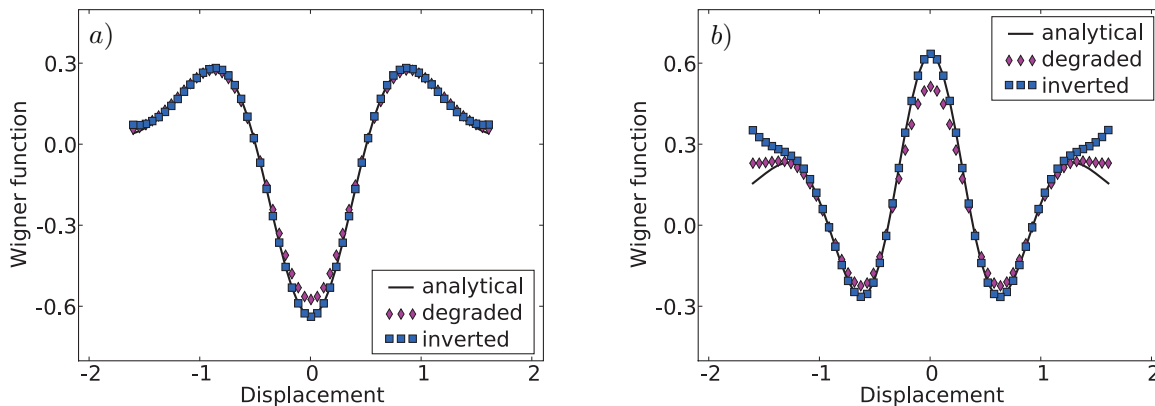 a)
0.3
0.0
-0.3
-0.6
Wigner function
analytical
degraded
inverted
-2 -1 0 1 2
Displacement
b)
0.6
0.3
0.0
-0.3
Wigner function
analytical
degraded
inverted
-2 -1 0 1 2
Displacement